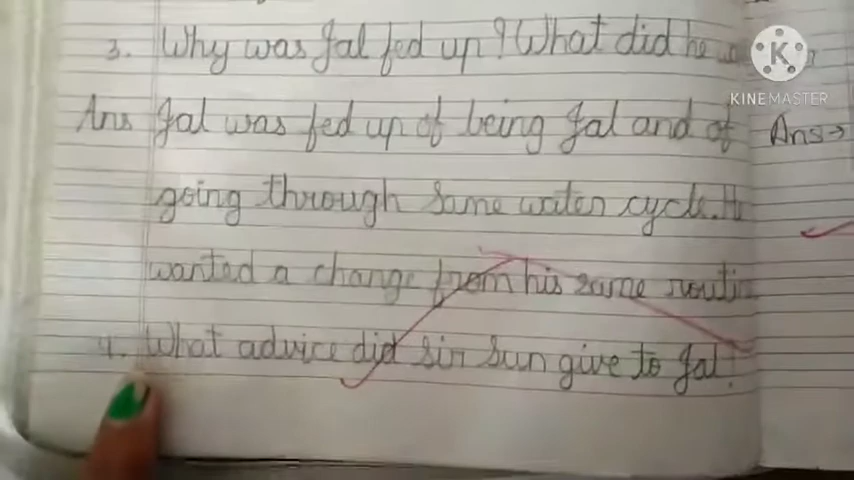 3. Why was Jal fed up? What did he
KINEMASTER
Ans Jal was fed up of being Jal and of
Ans→
going through same water cycle. He
wanted a change from his same routin
4. What advice did sir Sun give to Jal.